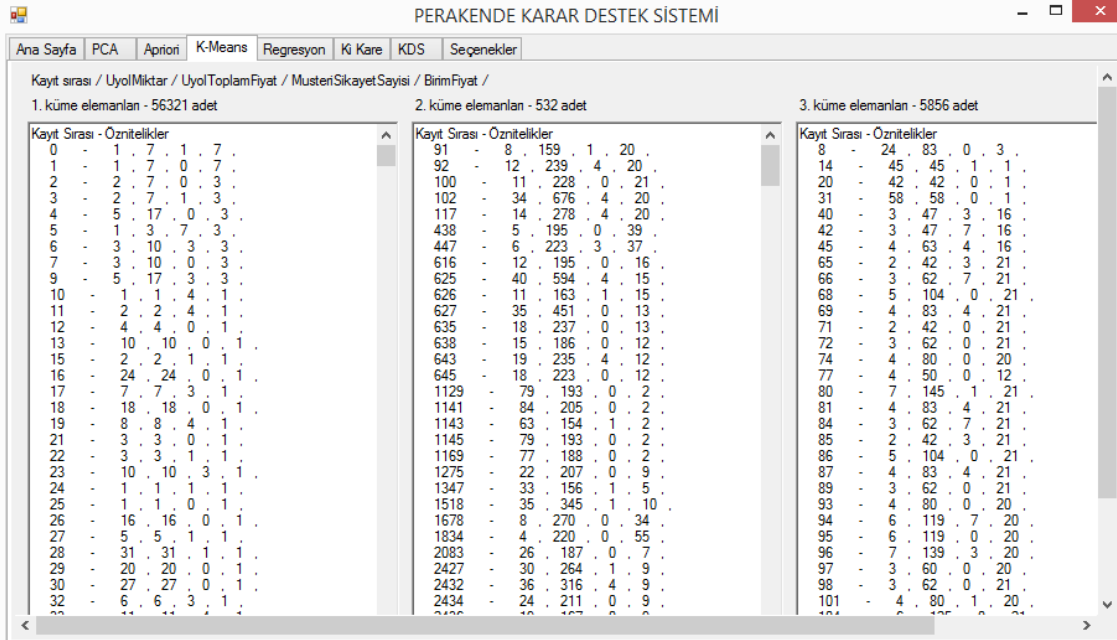 PERAKENDE KARAR DESTEK SİSTEMİ
Ana Sayfa PCA Apriori K-Means Regresyon Ki Kare KDS Seçenekler
Kayıt sırası / UyolMiktar / UyolToplamFiyat / MusteriSikayetSayisi / BirimFiyat /
1. küme elemanları - 56321 adet
Kayıt Sırası - Öznitelikler
0 - 1 , 7 , 1 , 7 ,
1 - 1 , 7 , 0 , 7 ,
2 - 2 , 7 , 0 , 3 ,
3 - 2 , 7 , 1 , 3 ,
4 - 5 , 17 , 0 , 3 ,
5 - 1 , 3 , 7 , 3 ,
6 - 3 , 10 , 3 , 3 ,
7 - 3 , 10 , 0 , 3 ,
9 - 5 , 17 , 3 , 3 ,
10 - 1 , 1 , 4 , 1 ,
11 - 2 , 2 , 4 , 1 ,
12 - 4 , 4 , 0 , 1 ,
13 - 10 , 10 , 0 , 1 ,
15 - 2 , 2 , 1 , 1 ,
16 - 24 , 24 , 0 , 1 ,
17 - 7 , 7 , 3 , 1 ,
18 - 18 , 18 , 0 , 1 ,
19 - 8 , 8 , 4 , 1 ,
21 - 3 , 3 , 0 , 1 ,
22 - 3 , 3 , 1 , 1 ,
23 - 10 , 10 , 3 , 1 ,
24 - 1 , 1 , 1 , 1 ,
25 - 1 , 1 , 0 , 1 ,
26 - 16 , 16 , 0 , 1 ,
27 - 5 , 5 , 1 , 1 ,
28 - 31 , 31 , 1 , 1 ,
29 - 20 , 20 , 0 , 1 ,
30 - 27 , 27 , 0 , 1 ,
32 - 6 , 6 , 3 , 1 ,
2. küme elemanları - 532 adet
Kayıt Sırası - Öznitelikler
91 - 8 , 159 , 1 , 20 ,
92 - 12 , 239 , 4 , 20 ,
100 - 11 , 228 , 0 , 21 ,
102 - 34 , 676 , 4 , 20 ,
117 - 14 , 278 , 4 , 20 ,
438 - 5 , 195 , 0 , 39 ,
447 - 6 , 223 , 3 , 37 ,
616 - 12 , 195 , 0 , 16 ,
625 - 40 , 594 , 4 , 15 ,
626 - 11 , 163 , 1 , 15 ,
627 - 35 , 451 , 0 , 13 ,
635 - 18 , 237 , 0 , 13 ,
638 - 15 , 186 , 0 , 12 ,
643 - 19 , 235 , 4 , 12 ,
645 - 18 , 223 , 0 , 12 ,
1129 - 79 , 193 , 0 , 2 ,
1141 - 84 , 205 , 0 , 2 ,
1143 - 63 , 154 , 1 , 2 ,
1145 - 79 , 193 , 0 , 2 ,
1169 - 77 , 188 , 0 , 2 ,
1275 - 22 , 207 , 0 , 9 ,
1347 - 33 , 156 , 1 , 5 ,
1518 - 35 , 345 , 1 , 10 ,
1678 - 8 , 270 , 0 , 34 ,
1834 - 4 , 220 , 0 , 55 ,
2083 - 26 , 187 , 0 , 7 ,
2427 - 30 , 264 , 1 , 9 ,
2432 - 36 , 316 , 4 , 9 ,
2434 - 24 , 211 , 0 , 9 ,
3. küme elemanları - 5856 adet
Kayıt Sırası - Öznitelikler
8 - 24 , 83 , 0 , 3 ,
14 - 45 , 45 , 1 , 1 ,
20 - 42 , 42 , 0 , 1 ,
31 - 58 , 58 , 0 , 1 ,
40 - 3 , 47 , 3 , 16 ,
42 - 3 , 47 , 7 , 16 ,
45 - 4 , 63 , 4 , 16 ,
65 - 2 , 42 , 3 , 21 ,
66 - 3 , 62 , 7 , 21 ,
68 - 5 , 104 , 0 , 21 ,
69 - 4 , 83 , 4 , 21 ,
71 - 2 , 42 , 0 , 21 ,
72 - 3 , 62 , 0 , 21 ,
74 - 4 , 80 , 0 , 20 ,
77 - 4 , 50 , 0 , 12 ,
80 - 7 , 145 , 1 , 21 ,
81 - 4 , 83 , 4 , 21 ,
84 - 3 , 62 , 7 , 21 ,
85 - 2 , 42 , 3 , 21 ,
86 - 5 , 104 , 0 , 21 ,
87 - 4 , 83 , 4 , 21 ,
89 - 3 , 62 , 0 , 21 ,
93 - 4 , 80 , 0 , 20 ,
94 - 6 , 119 , 7 , 20 ,
95 - 6 , 119 , 0 , 20 ,
96 - 7 , 139 , 3 , 20 ,
97 - 3 , 60 , 0 , 20 ,
98 - 3 , 62 , 0 , 21 ,
101 - 4 , 80 , 1 , 20 ,